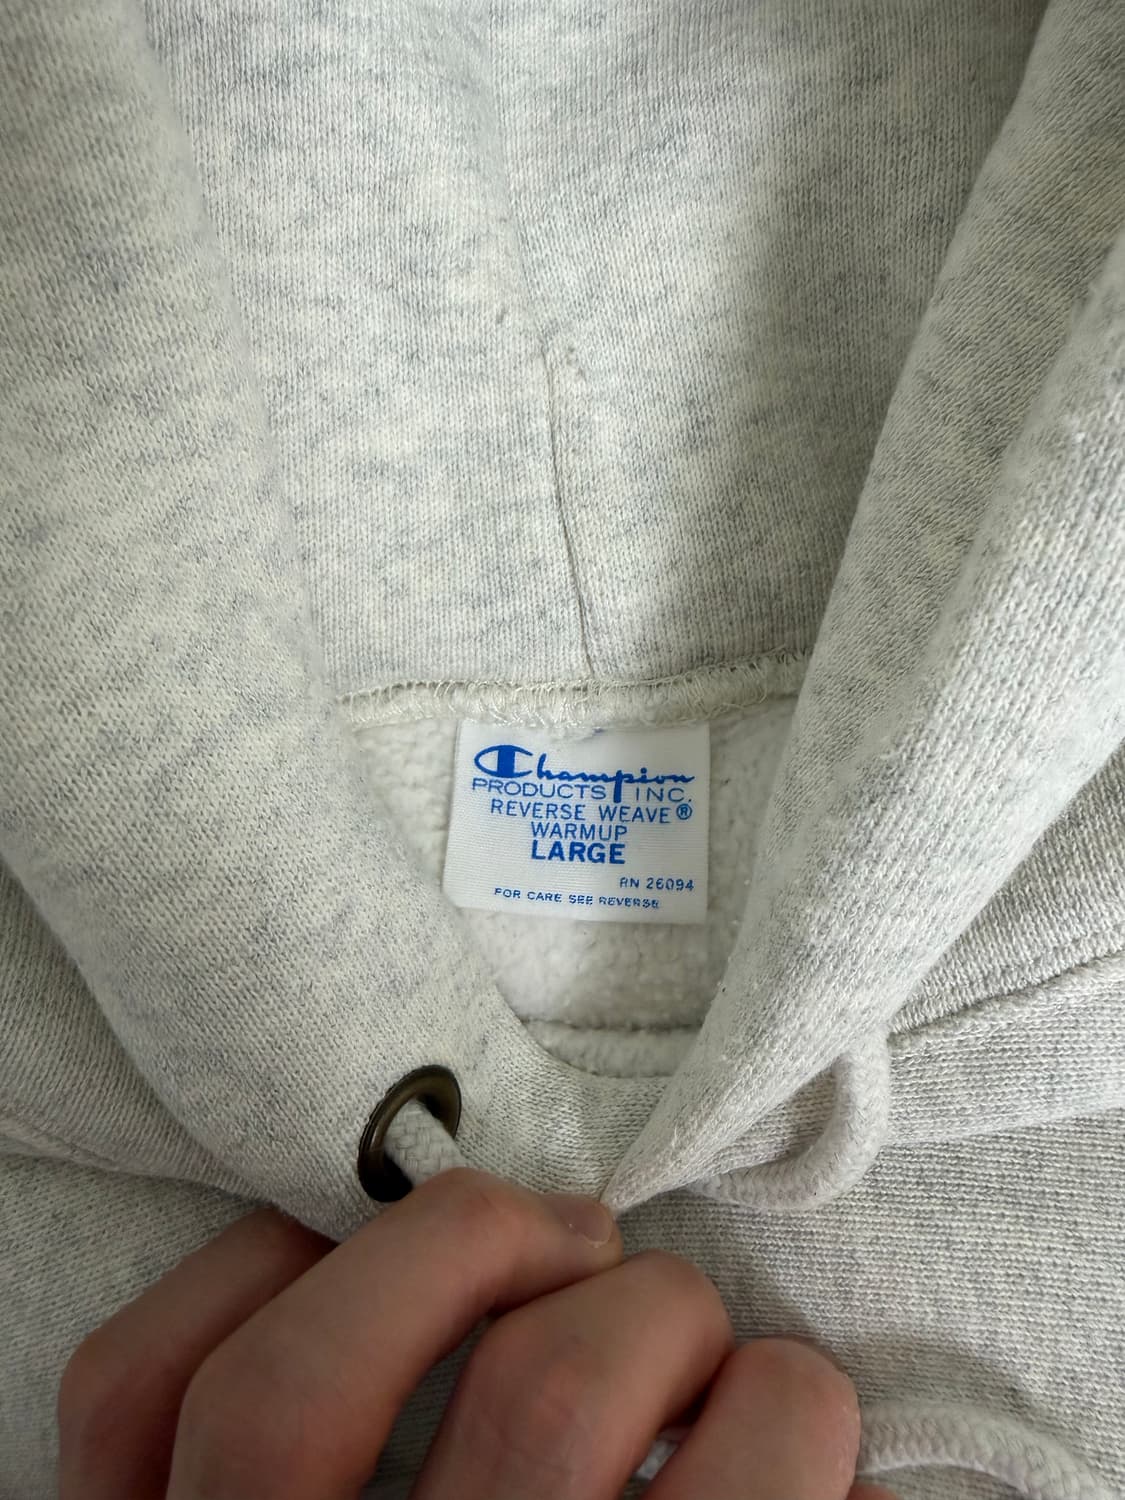 Champion
PRODUCTS INC.
REVERSE WEAVE®
WARMUP
LARGE
RN 26094
FOR CARE SEE REVERSE